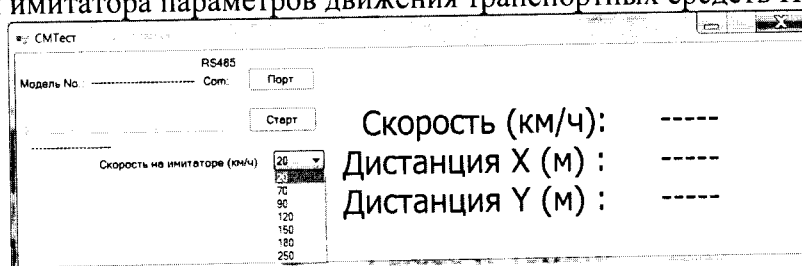 имитатора параметров движения транспортных средств
СМТест
RS485
Модель No.: ---------------------- Com: Порт
Старт
Скорость (км/ч): -----
----------------
Скорость на имитаторе (км/ч) 20
Дистанция X (м) : -----
Дистанция Y (м) : -----
20
70
90
120
150
180
250